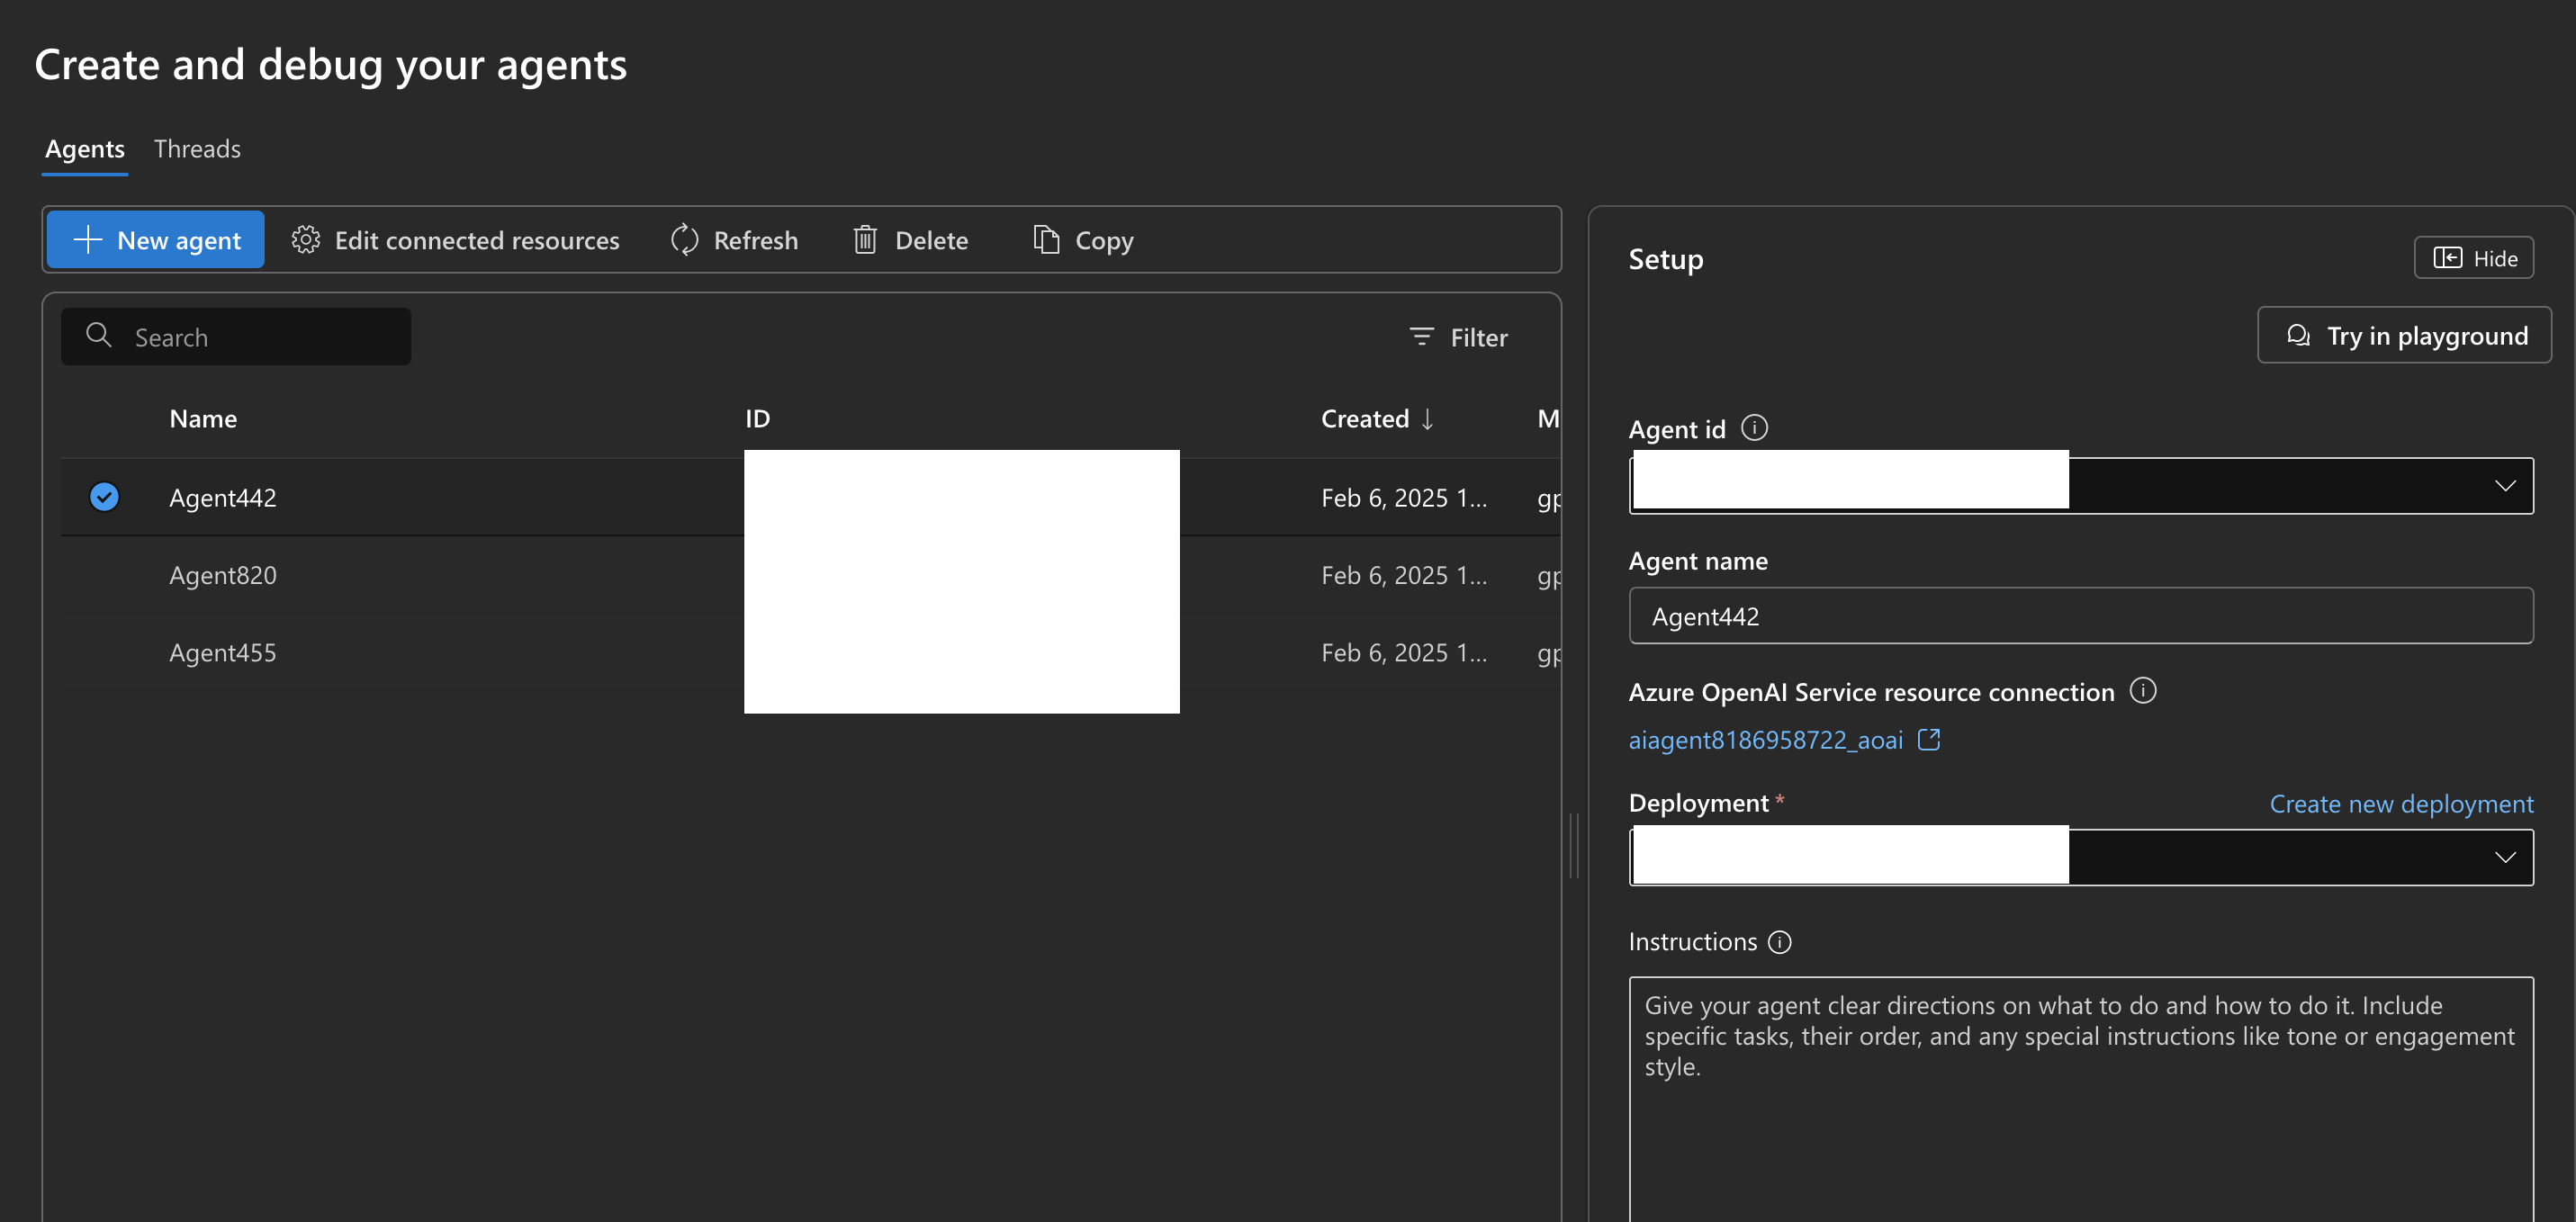 Create and debug your agents
Agents Threads
New agent Edit connected resources Refresh Delete Copy
Search Filter
Name ID Created M
Agent442 Feb 6, 2025 1... gp
Agent820 Feb 6, 2025 1... gp
Agent455 Feb 6, 2025 1... gp
Setup Hide
Try in playground
Agent id
Agent name
Agent442
Azure OpenAI Service resource connection
aiagent8186958722_aoai
Deployment * Create new deployment
Instructions
Give your agent clear directions on what to do and how to do it. Include
specific tasks, their order, and any special instructions like tone or engagement
style.